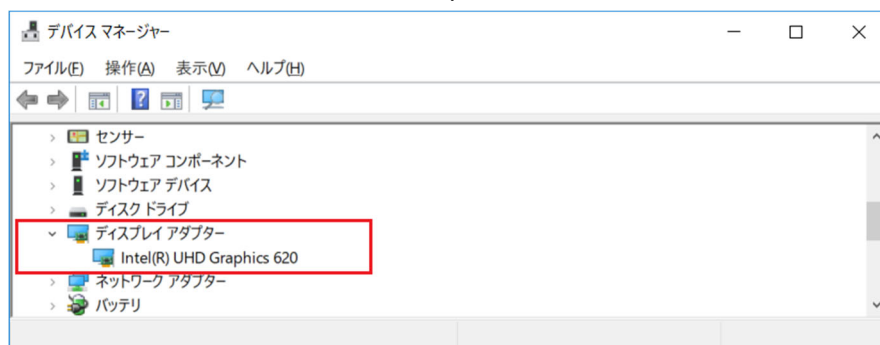 デバイス マネージャー
ファイル(F) 操作(A) 表示(V) ヘルプ(H)
センサー
ソフトウェア コンポーネント
ソフトウェア デバイス
ディスク ドライブ
ディスプレイ アダプター
Intel(R) UHD Graphics 620
ネットワーク アダプター
バッテリ